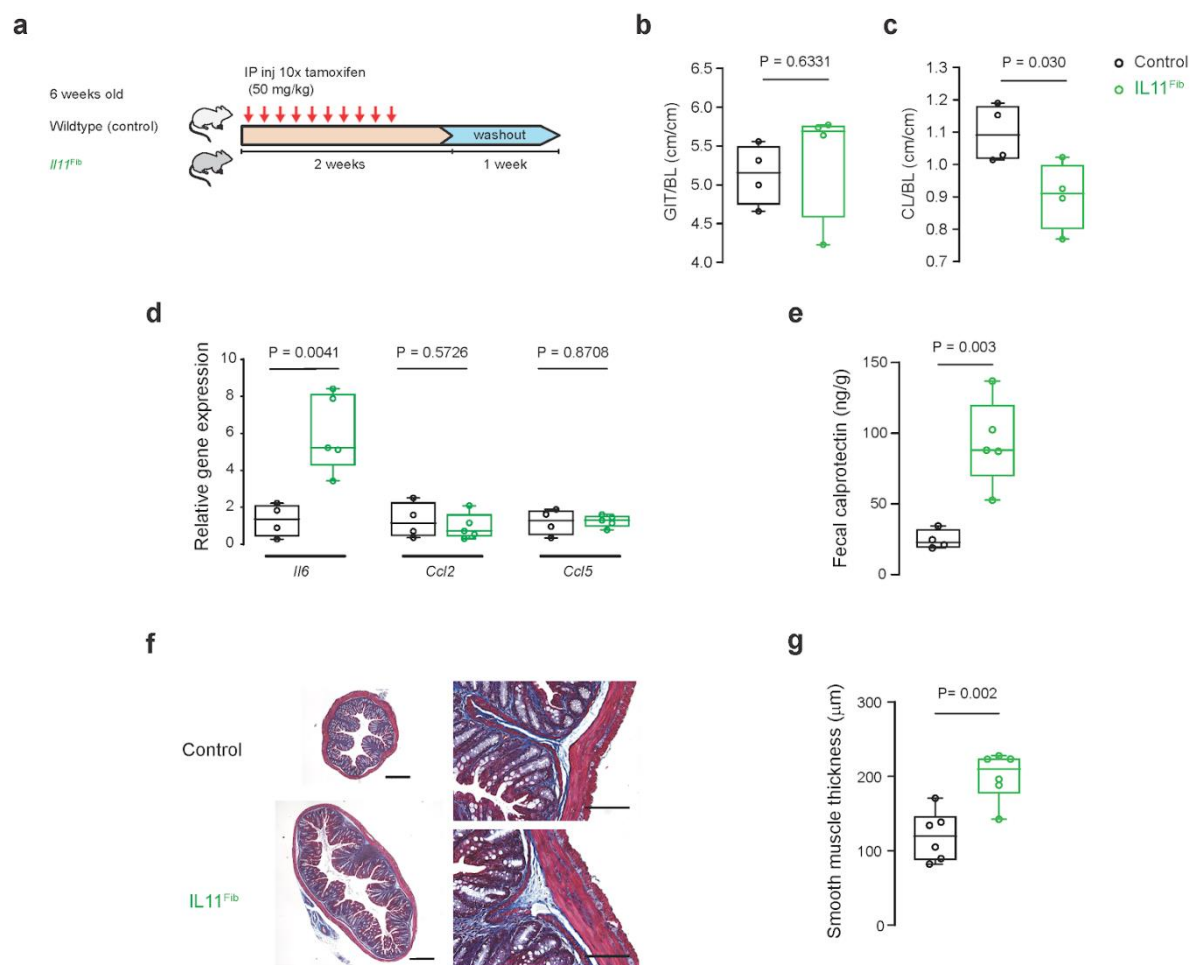 a
IP inj 10x tamoxifen
(50 mg/kg)
6 weeks old
Wildtype (control)
Il11Fib
washout
2 weeks
1 week
b
P = 0.6331
GIT/BL (cm/cm)
6.5
6.0
5.5
5.0
4.5
4.0
c
P = 0.030
CL/BL (cm/cm)
1.3
1.2
1.1
1.0
0.9
0.8
0.7
Control
IL11Fib
d
P = 0.0041
P = 0.5726
P = 0.8708
Relative gene expression
10
8
6
4
2
0
Il6
Ccl2
Ccl5
e
P = 0.003
Fecal calprotectin (ng/g)
150
100
50
0
f
Control
IL11Fib
g
P= 0.002
Smooth muscle thickness (μm)
300
200
100
0